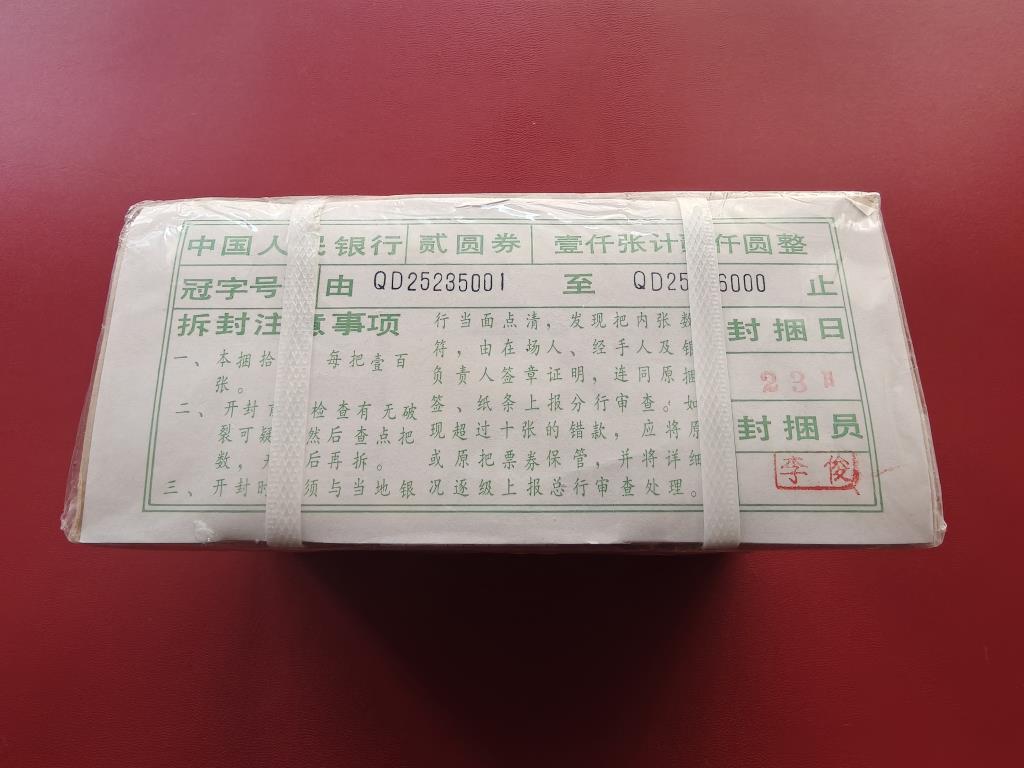 中国人民银行 贰圆券 壹仟张计 仟圆整
冠字号 由 QD25235001 至 QD25 6000 止
拆封注意事项
一、本捆拾 每把壹百
张。
二、开封前 检查有无破
裂可疑 然后查点把
数, 后再拆。
三、开封时 须与当地银
行当面点清,发现把内张数
符,由在场人、经手人及银
负责人签章证明,连同原捆
签、纸条上报分行审查。如
现超过十张的错款,应将原
或原把票券保管,并将详细
况逐级上报总行审查处理。
封捆日
23
封捆员
李俊